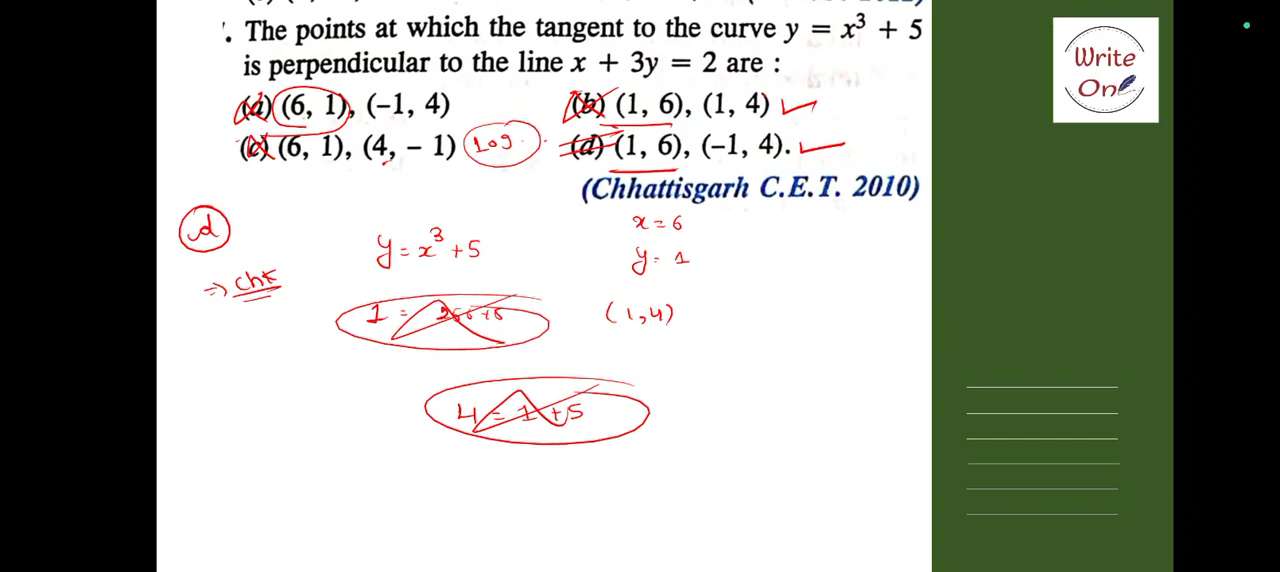 '. The points at which the tangent to the curve y = x³ + 5
is perpendicular to the line x + 3y = 2 are :
(a) (6, 1), (−1, 4) (b) (1, 6), (1, 4)
(c) (6, 1), (4, − 1) Log (d) (1, 6), (−1, 4).
(Chhattisgarh C.E.T. 2010)
d
x = 6
y = x³ + 5
y = 1
⇒
1 =
(1,4)
4 = 1 + 5
Write
On